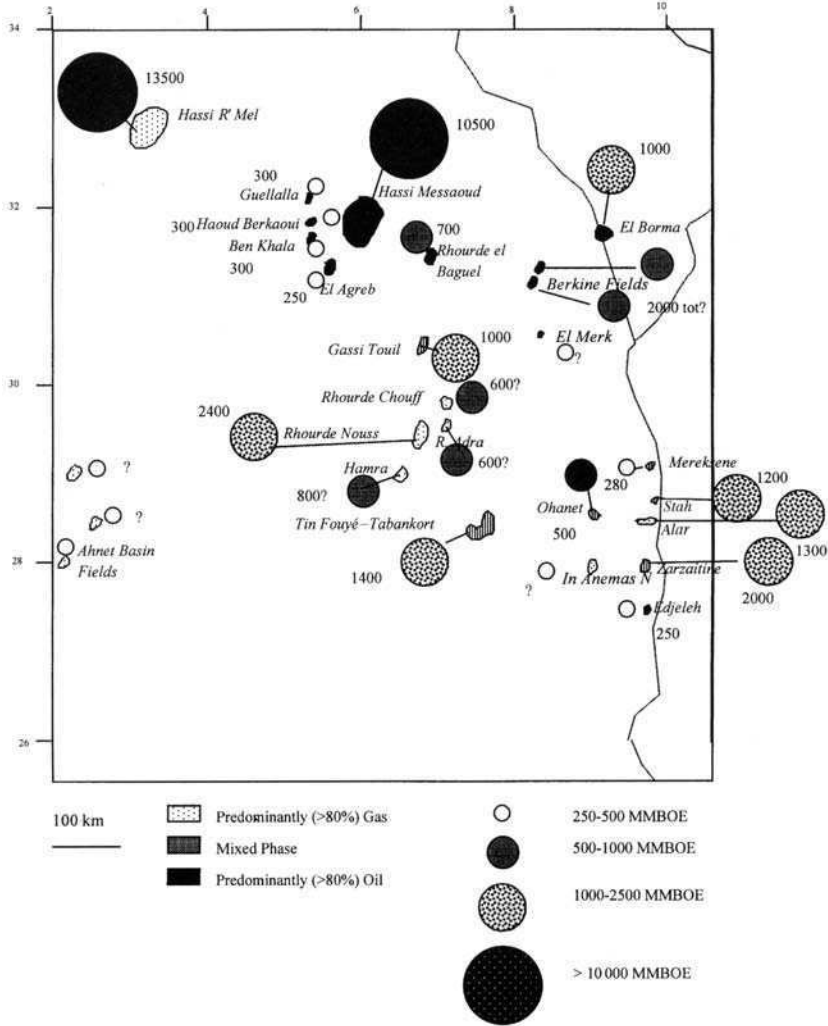 2 4 6 8 10
34
13500
Hassi R' Mel
10500
1000
300
Hassi Messaoud
Guellalla
32
300 Haoud Berkaoui
700
El Borma
Ben Khala
Rhourde el
Baguel
300
El Agreb
250
Berkine Fields
2000 tot?
1000
El Merk
Gassi Touil
?
30
600?
Rhourde Chouff
2400
Rhourde Nouss
R. Adra
600?
Mereksene
?
Hamra
280
1200
800?
Ohanet
Stah
?
Tin Fouyé–Tabankort
500
Alar
28
Ahnet Basin
Fields
1300
1400
In Anemas N
Zarzaitine
?
2000
Edjeleh
250
26
100 km
Predominantly (>80%) Gas
Mixed Phase
Predominantly (>80%) Oil
250-500 MMBOE
500-1000 MMBOE
1000-2500 MMBOE
> 10 000 MMBOE